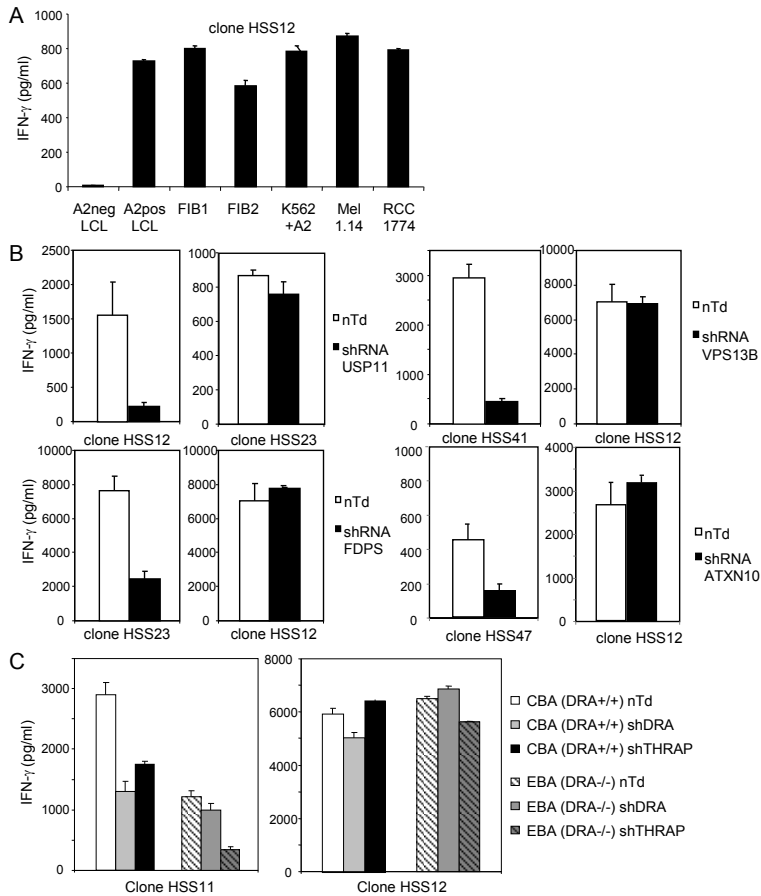 A
clone HSS12
IFN-γ (pg/ml)
1000
800
600
400
200
0
A2neg LCL
A2pos LCL
FIB1
FIB2
K562 +A2
Mel 1.14
RCC 1774
B
IFN-γ (pg/ml)
2000
1500
1000
500
0
clone HSS12
1000
800
600
400
200
0
clone HSS23
nTd
shRNA
USP11
3000
2000
1000
0
clone HSS41
10000
8000
6000
4000
2000
0
clone HSS12
nTd
shRNA
VPS13B
IFN-γ (pg/ml)
10000
8000
6000
4000
2000
0
clone HSS23
10000
8000
6000
4000
2000
0
clone HSS12
nTd
shRNA
FDPS
1000
800
600
400
200
0
clone HSS47
4000
3000
2000
1000
0
clone HSS12
nTd
shRNA
ATXN10
C
IFN-γ (pg/ml)
3000
2000
1000
0
Clone HSS11
8000
6000
4000
2000
0
Clone HSS12
CBA (DRA+/+) nTd
CBA (DRA+/+) shDRA
CBA (DRA+/+) shTHRAP
EBA (DRA-/-) nTd
EBA (DRA-/-) shDRA
EBA (DRA-/-) shTHRAP